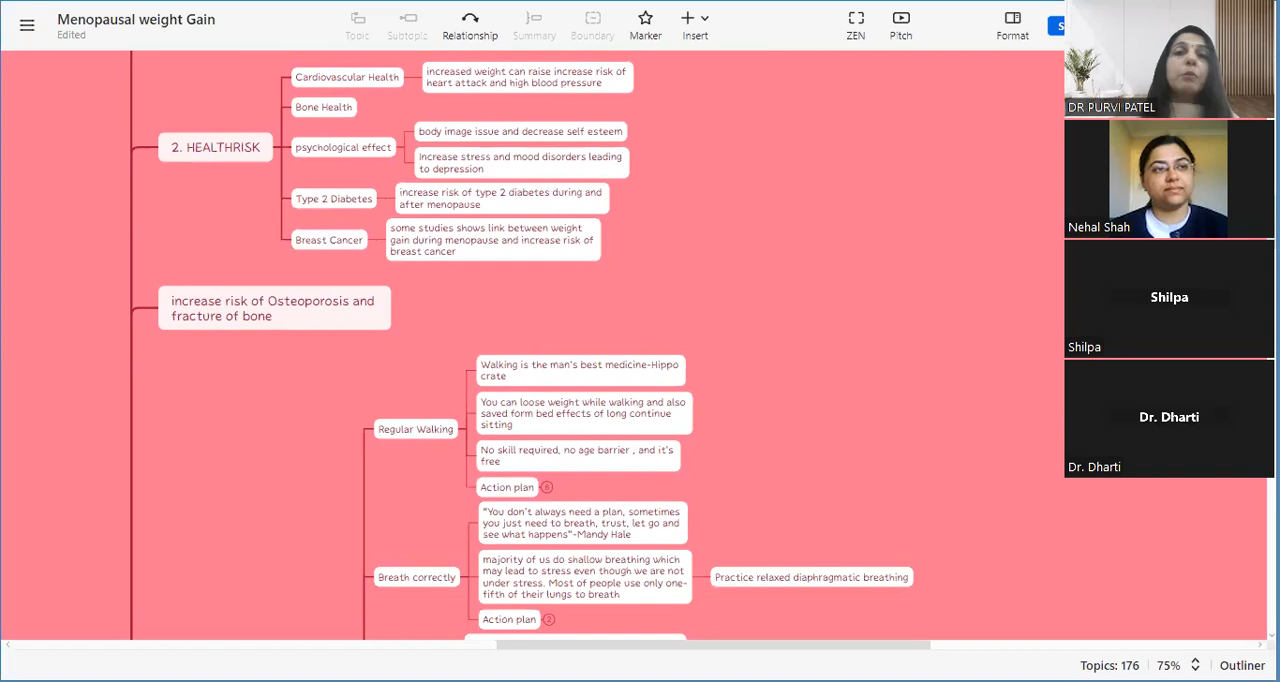 Menopausal weight Gain
Edited
Topic
Subtopic
Relationship
Summary
Boundary
Marker
Insert
ZEN
Pitch
Format
S
DR PURVI PATEL
Nehal Shah
Shilpa
Shilpa
Dr. Dharti
Dr. Dharti
2. HEALTHRISK
Cardiovascular Health
increased weight can raise increase risk of
heart attack and high blood pressure
Bone Health
psychological effect
body image issue and decrease self esteem
Increase stress and mood disorders leading
to depression
Type 2 Diabetes
increase risk of type 2 diabetes during and
after menopause
Breast Cancer
some studies shows link between weight
gain during menopause and increase risk of
breast cancer
increase risk of Osteoporosis and
fracture of bone
Regular Walking
Walking is the man's best medicine-Hippo
crate
You can loose weight while walking and also
saved form bed effects of long continue
sitting
No skill required, no age barrier , and it's
free
Action plan 6
Breath correctly
"You don't always need a plan, sometimes
you just need to breath, trust, let go and
see what happens"-Mandy Hale
majority of us do shallow breathing which
may lead to stress even though we are not
under stress. Most of people use only one-
fifth of their lungs to breath
Practice relaxed diaphragmatic breathing
Action plan 2
Topics: 176
75%
Outliner